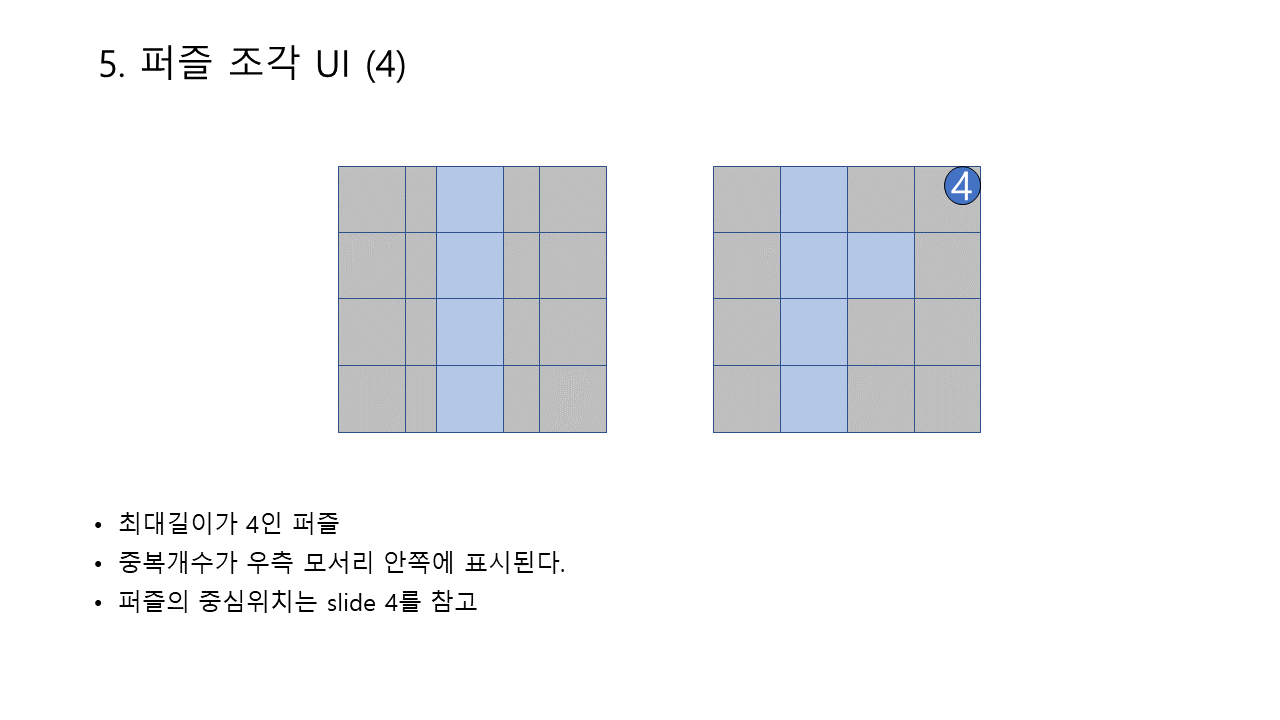 5. 퍼즐 조각 UI (4)
4
• 최대길이가 4인 퍼즐
• 중복개수가 우측 모서리 안쪽에 표시된다.
• 퍼즐의 중심위치는 slide 4를 참고